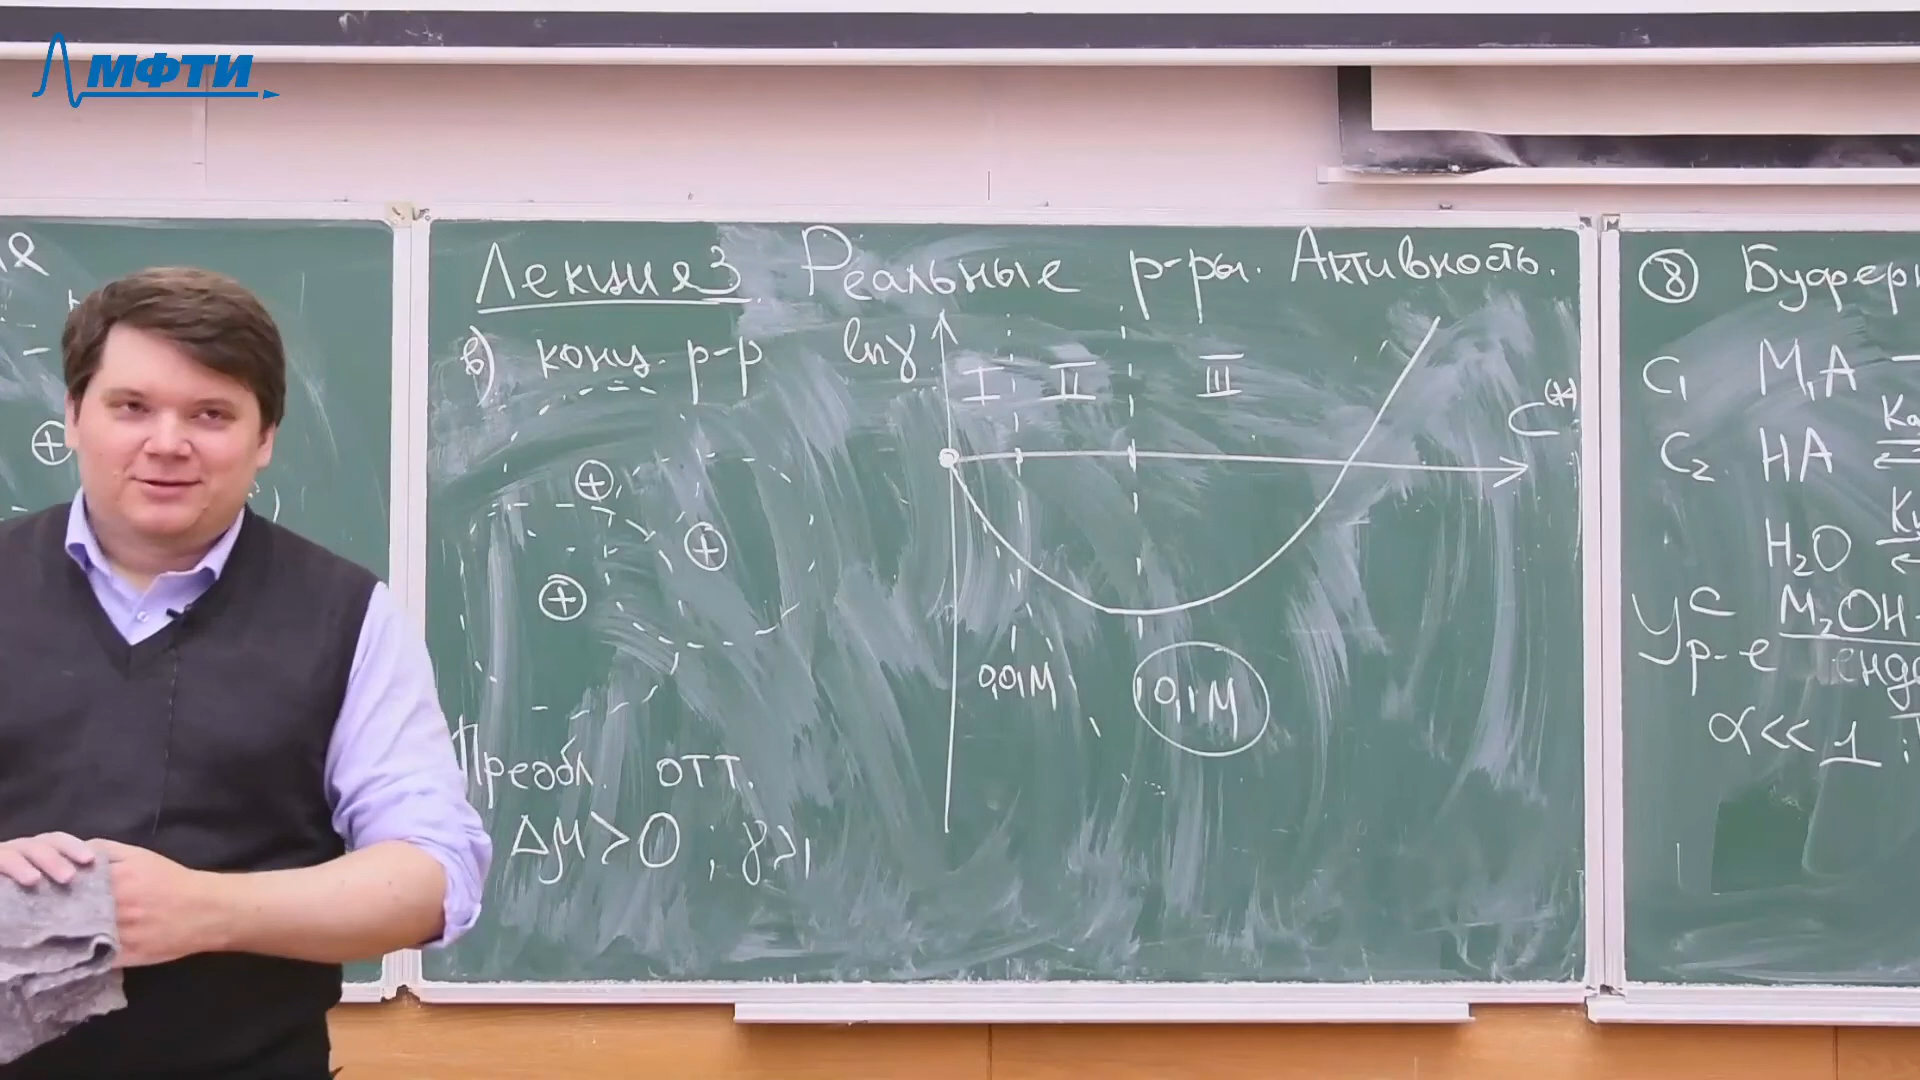 МФТИ
Лекция 3. Реальные р-ры. Активность.
в) конц. р-р
lnγ
I II III
C(*)
+
+
+
+
0,01М
0,1М
Преобл. отт.
Δμ>0 ; γ>1
⑧ Буфер
C₁ M₁A
C₂ HA
H₂O
M₂OH
р-е
α<<1